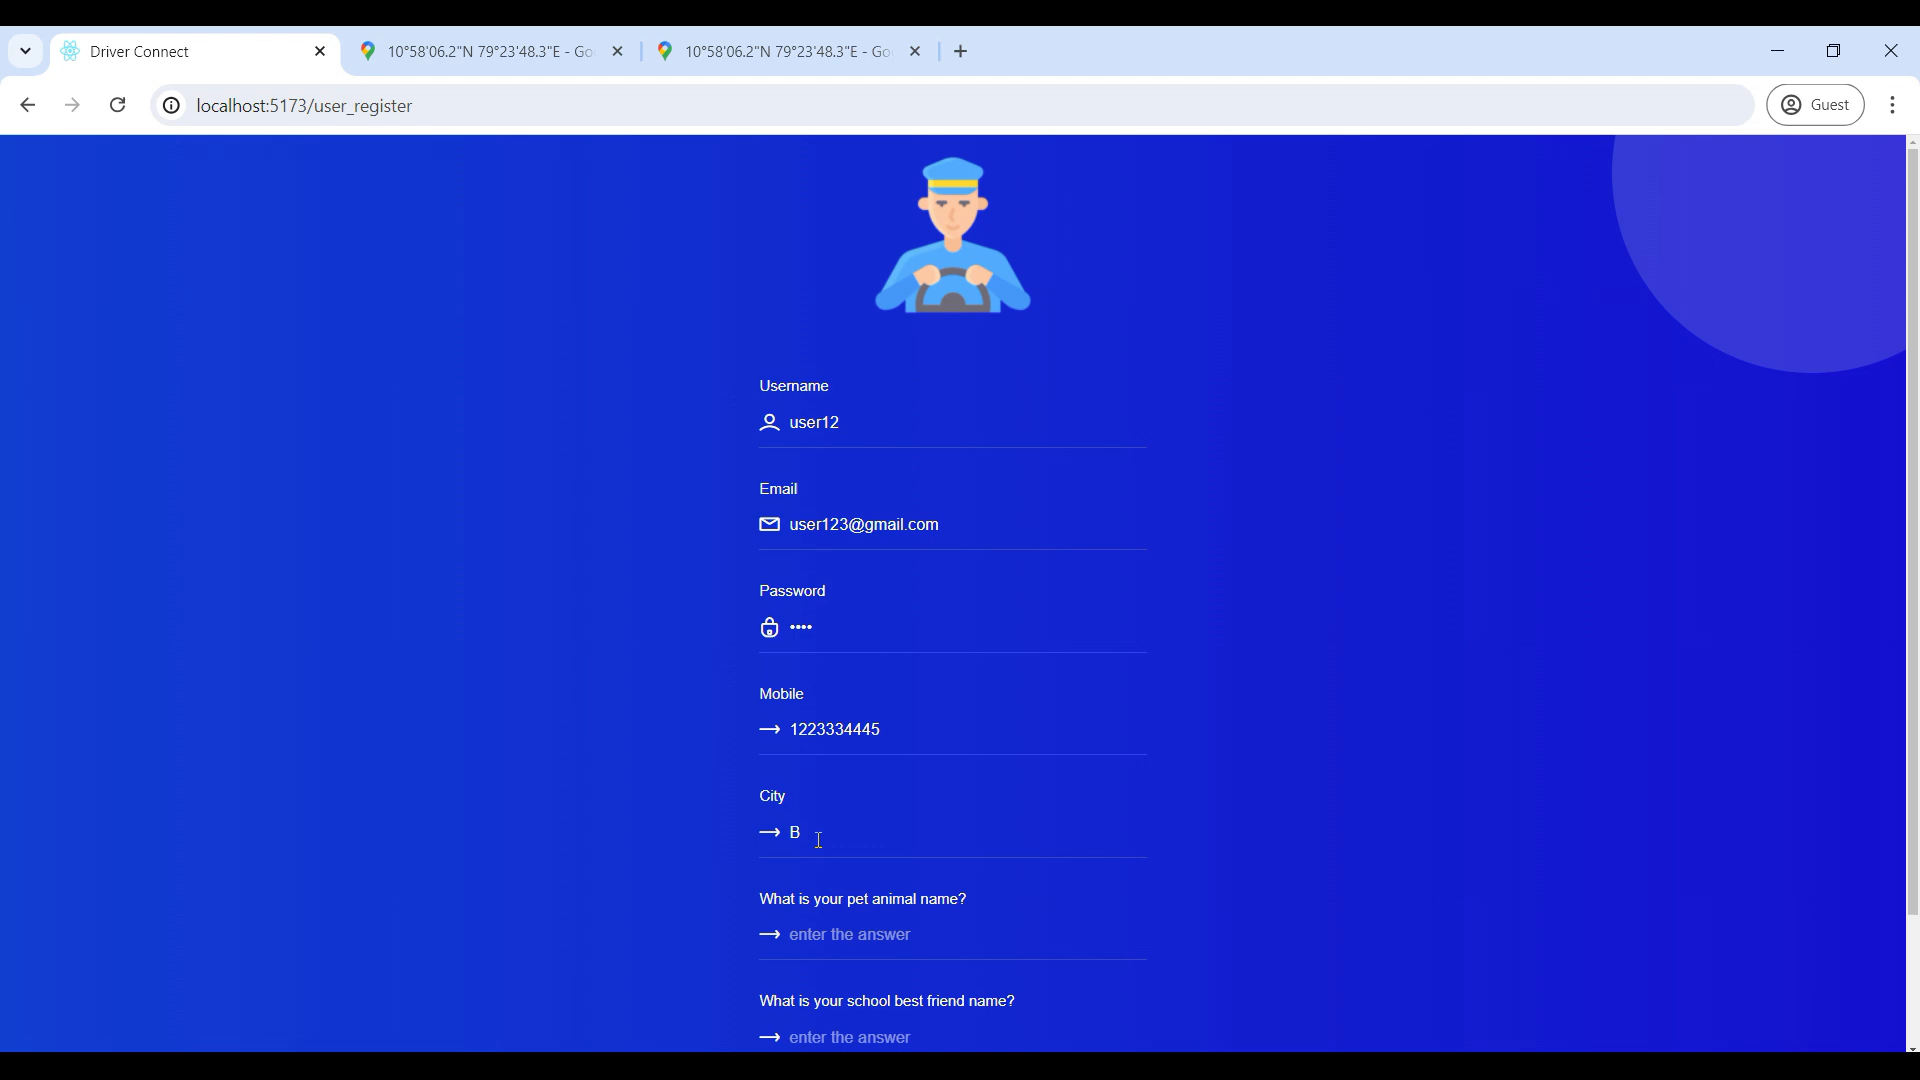 Driver Connect
10°58'06.2"N 79°23'48.3"E - Go
10°58'06.2"N 79°23'48.3"E - Go
localhost:5173/user_register
Guest
Username
user12
Email
user123@gmail.com
Password
••••
Mobile
1223334445
City
B
What is your pet animal name?
enter the answer
What is your school best friend name?
enter the answer